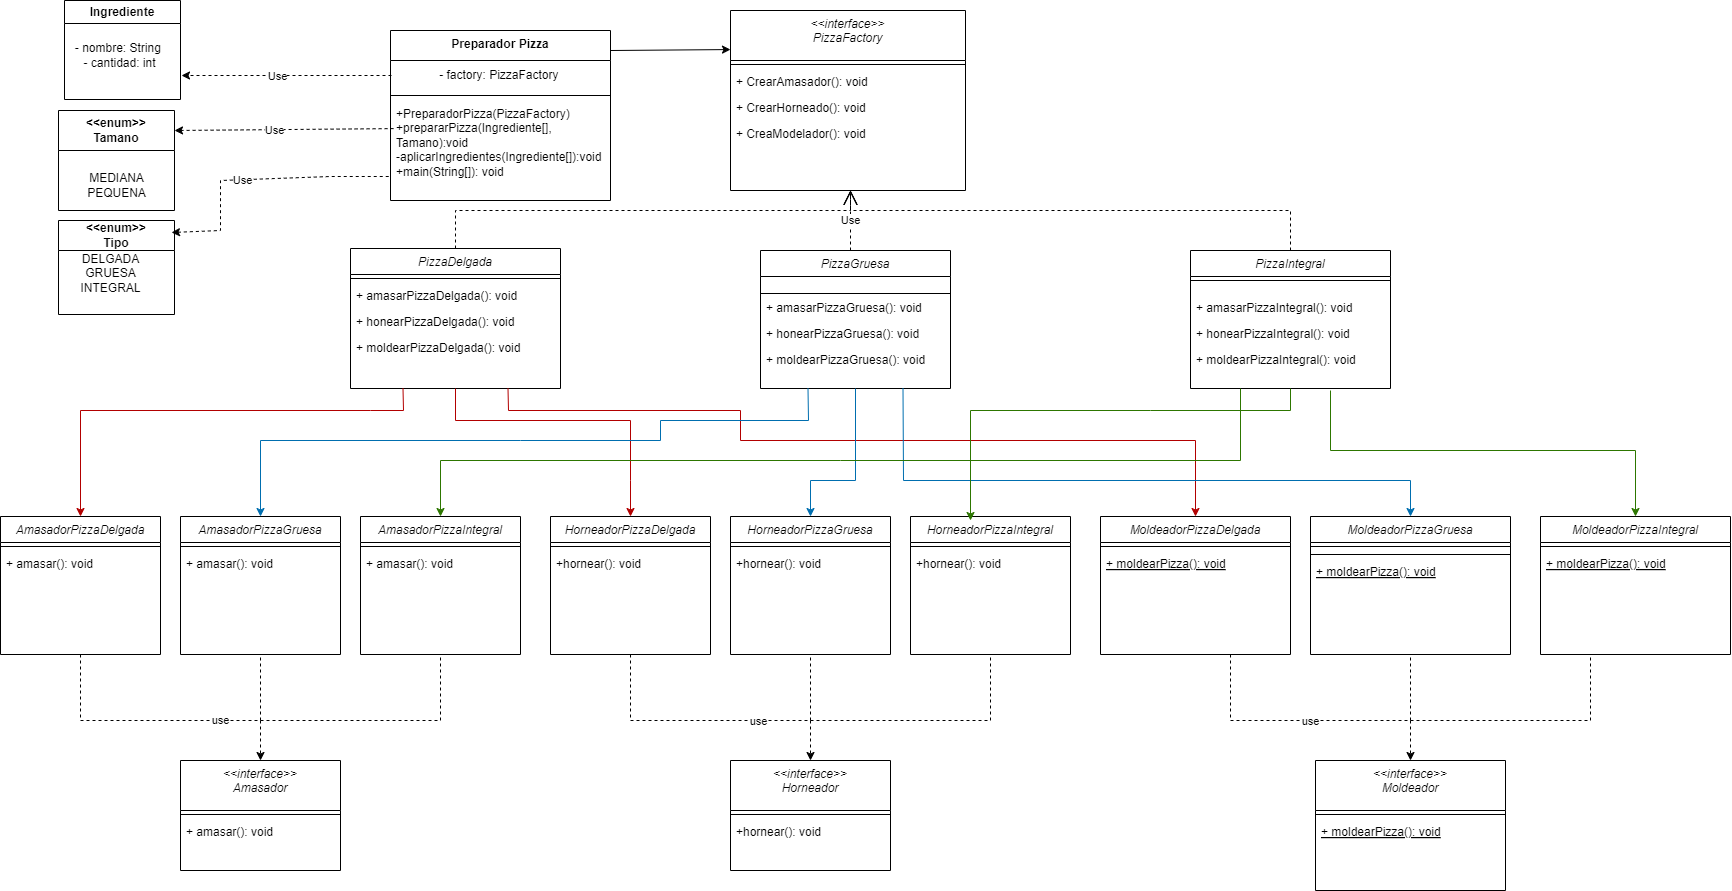 Ingrediente
- nombre: String
- cantidad: int
Preparador Pizza
- factory: PizzaFactory
+PreparadorPizza(PizzaFactory)
+prepararPizza(Ingrediente[],
Tamano):void
-aplicarIngredientes(Ingrediente[]):void
+main(String[]): void
<<interface>>
PizzaFactory
+ CrearAmasador(): void
+ CrearHorneado(): void
+ CreaModelador(): void
Use
Use
Use
<<enum>>
Tamano
MEDIANA
PEQUENA
<<enum>>
Tipo
DELGADA
GRUESA
INTEGRAL
Use
PizzaDelgada
+ amasarPizzaDelgada(): void
+ honearPizzaDelgada(): void
+ moldearPizzaDelgada(): void
PizzaGruesa
+ amasarPizzaGruesa(): void
+ honearPizzaGruesa(): void
+ moldearPizzaGruesa(): void
PizzaIntegral
+ amasarPizzaIntegral(): void
+ honearPizzaIntegral(): void
+ moldearPizzaIntegral(): void
AmasadorPizzaDelgada
+ amasar(): void
AmasadorPizzaGruesa
+ amasar(): void
AmasadorPizzaIntegral
+ amasar(): void
HorneadorPizzaDelgada
+hornear(): void
HorneadorPizzaGruesa
+hornear(): void
HorneadorPizzaIntegral
+hornear(): void
MoldeadorPizzaDelgada
+ moldearPizza(): void
MoldeadorPizzaGruesa
+ moldearPizza(): void
MoldeadorPizzaIntegral
+ moldearPizza(): void
use
use
use
<<interface>>
Amasador
+ amasar(): void
<<interface>>
Horneador
+hornear(): void
<<interface>>
Moldeador
+ moldearPizza(): void